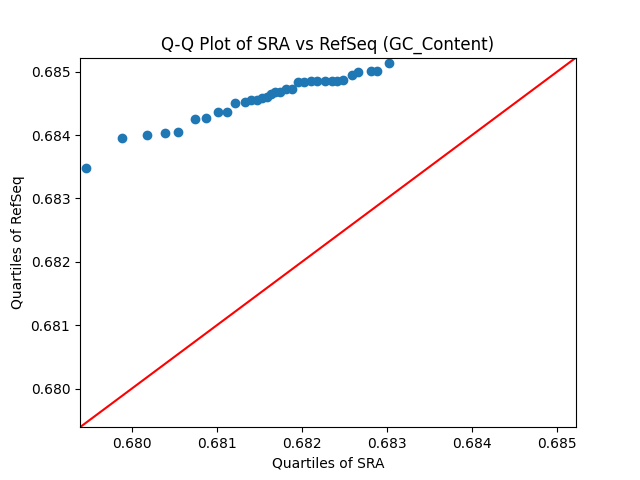 Q-Q Plot of SRA vs RefSeq (GC_Content)
Quartiles of RefSeq
0.685
0.684
0.683
0.682
0.681
0.680
0.680 0.681 0.682 0.683 0.684 0.685
Quartiles of SRA